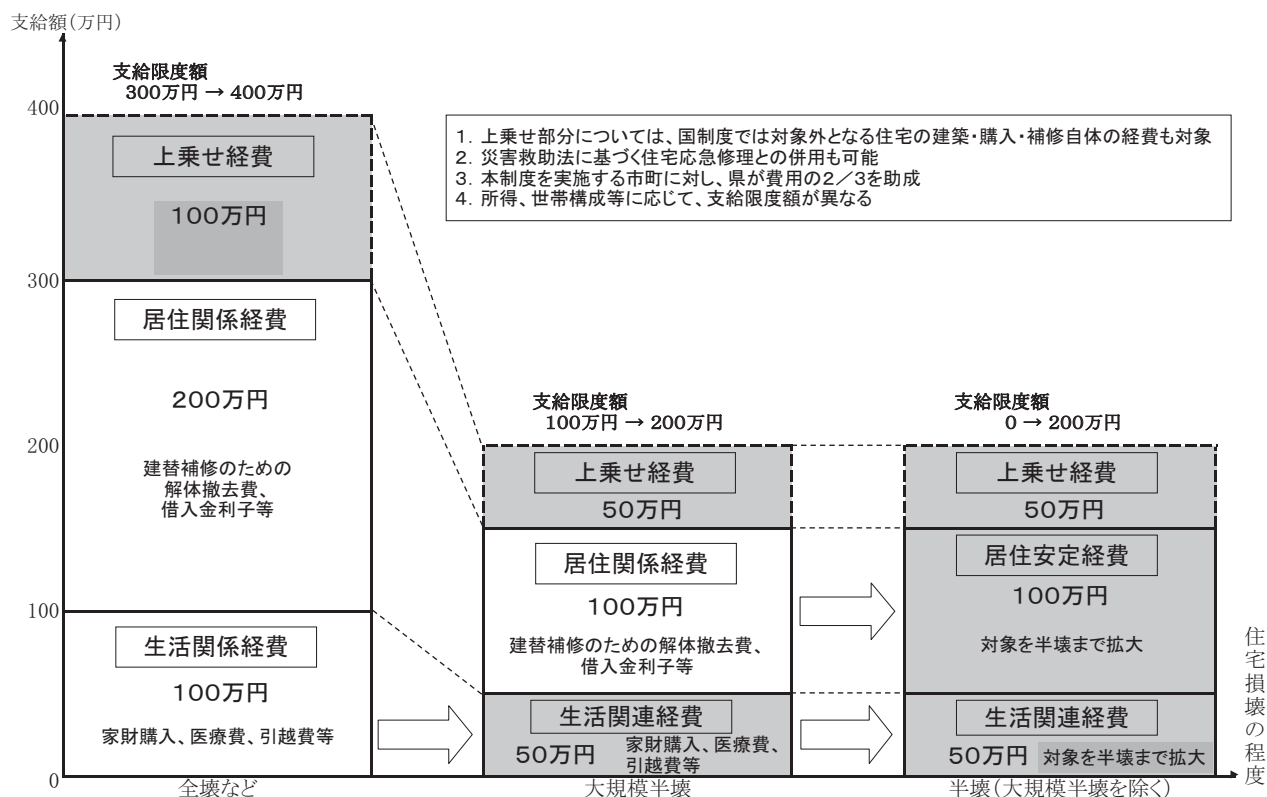 支給額(万円)
支給限度額
300万円 → 400万円
400
上乗せ経費
100万円
300
居住関係経費
200万円
建替補修のための
解体撤去費、
借入金利子等
200
100
生活関係経費
100万円
家財購入、医療費、引越費等
0
全壊など
1. 上乗せ部分については、国制度では対象外となる住宅の建築・購入・補修自体の経費も対象
2. 災害救助法に基づく住宅応急修理との併用も可能
3. 本制度を実施する市町に対し、県が費用の2/3を助成
4. 所得、世帯構成等に応じて、支給限度額が異なる
支給限度額
100万円 → 200万円
上乗せ経費
50万円
居住関係経費
100万円
建替補修のための解体撤去費、
借入金利子等
生活関連経費
50万円
家財購入、医療費、
引越費等
大規模半壊
支給限度額
0 → 200万円
上乗せ経費
50万円
居住安定経費
100万円
対象を半壊まで拡大
生活関連経費
50万円 対象を半壊まで拡大
半壊(大規模半壊を除く)
住宅損壊の程度